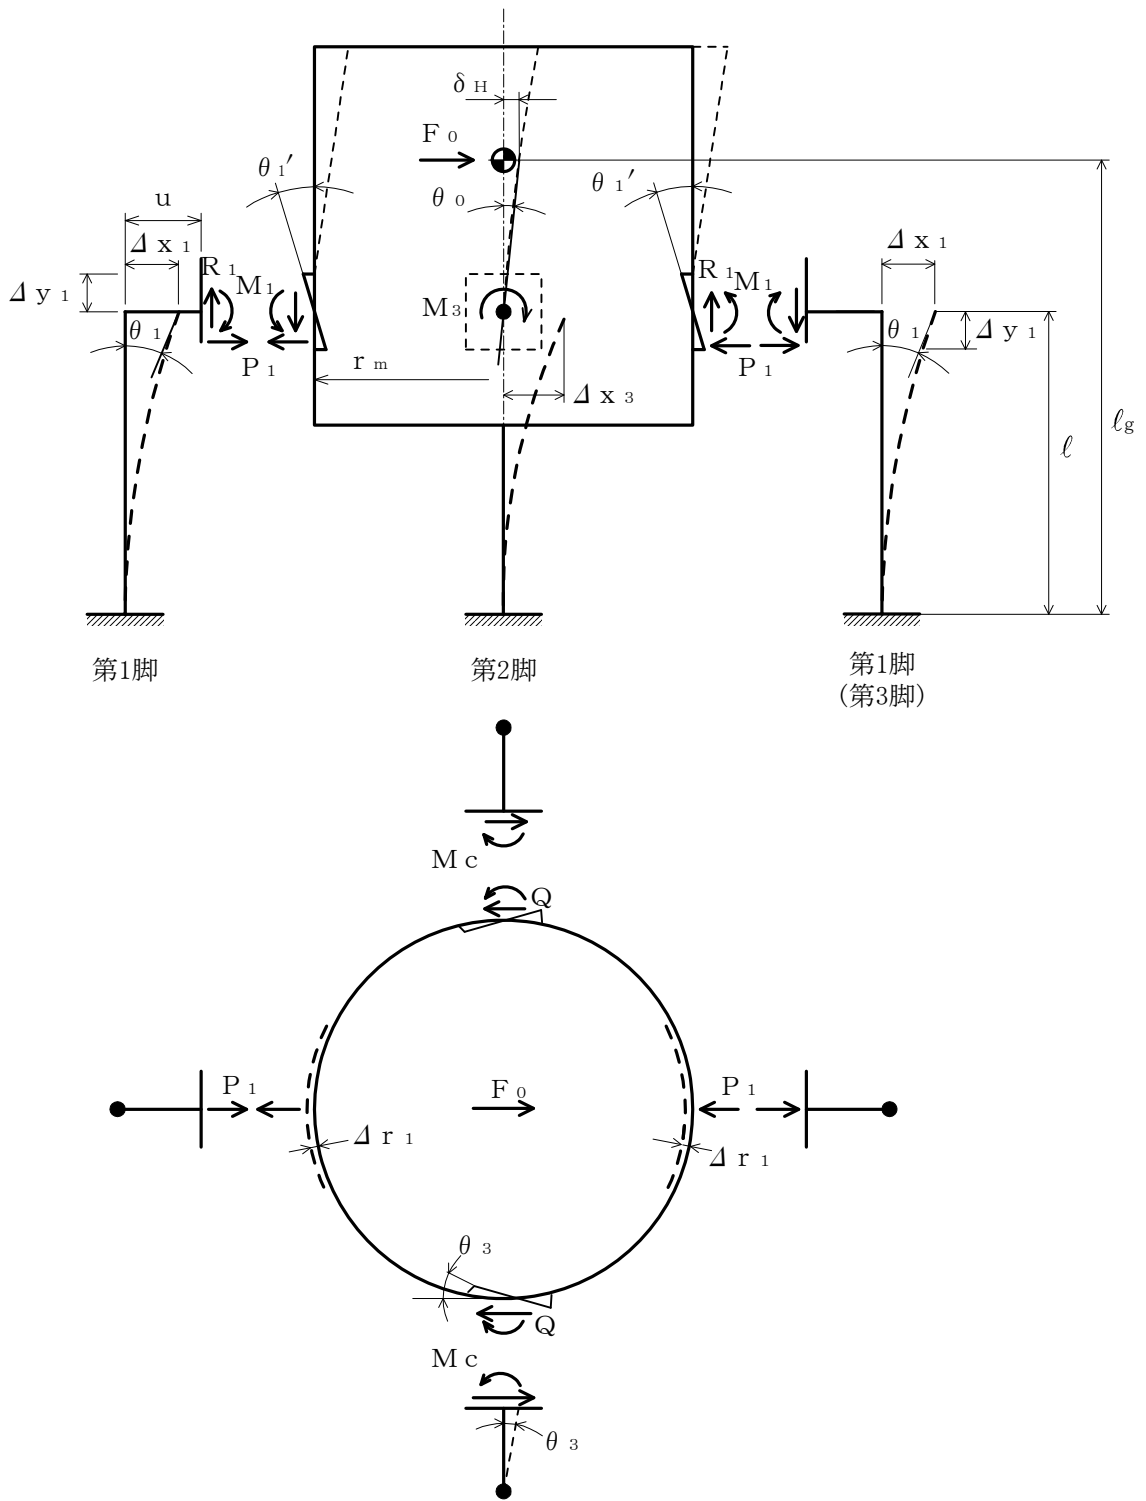 δ H
F 0
θ 1′
θ 0
θ 1′
u
Δ x 1
Δ y 1
R 1
M 1
θ 1
P 1
M 3
r m
Δ x 3
R 1
M 1
P 1
Δ x 1
θ 1
Δ y 1
ℓ
ℓg
第1脚
第2脚
第1脚
(第3脚)
M c
Q
P 1
F 0
P 1
Δ r 1
Δ r 1
θ 3
Q
M c
θ 3